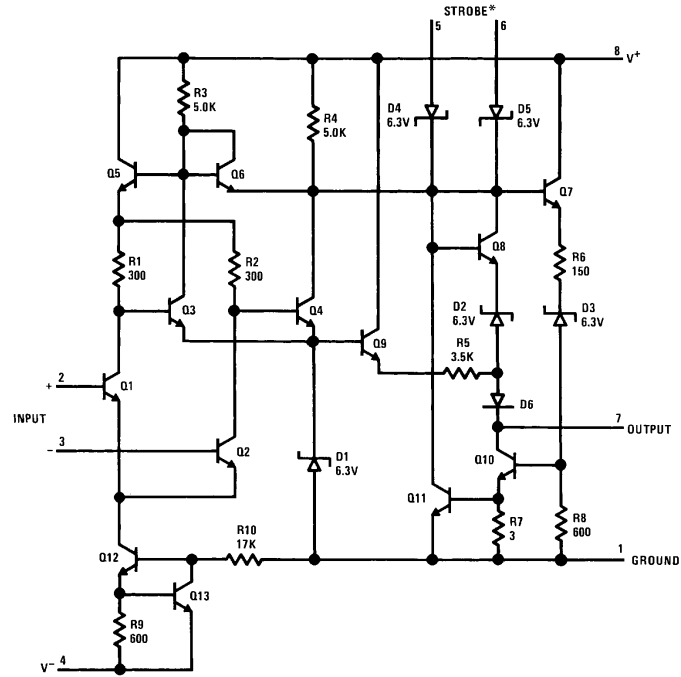 STROBE*
5 6
8 V+
R3
5.0K
R4
5.0K
D4
6.3V
D5
6.3V
Q5
Q6
Q7
Q8
R1
300
R2
300
R6
150
Q3
Q4
Q9
D2
6.3V
D3
6.3V
R5
3.5K
+ 2
Q1
D6
INPUT
7 OUTPUT
- 3
Q2
D1
6.3V
Q10
Q11
R7
3
R8
600
R10
17K
1
GROUND
Q12
Q13
R9
600
V- 4